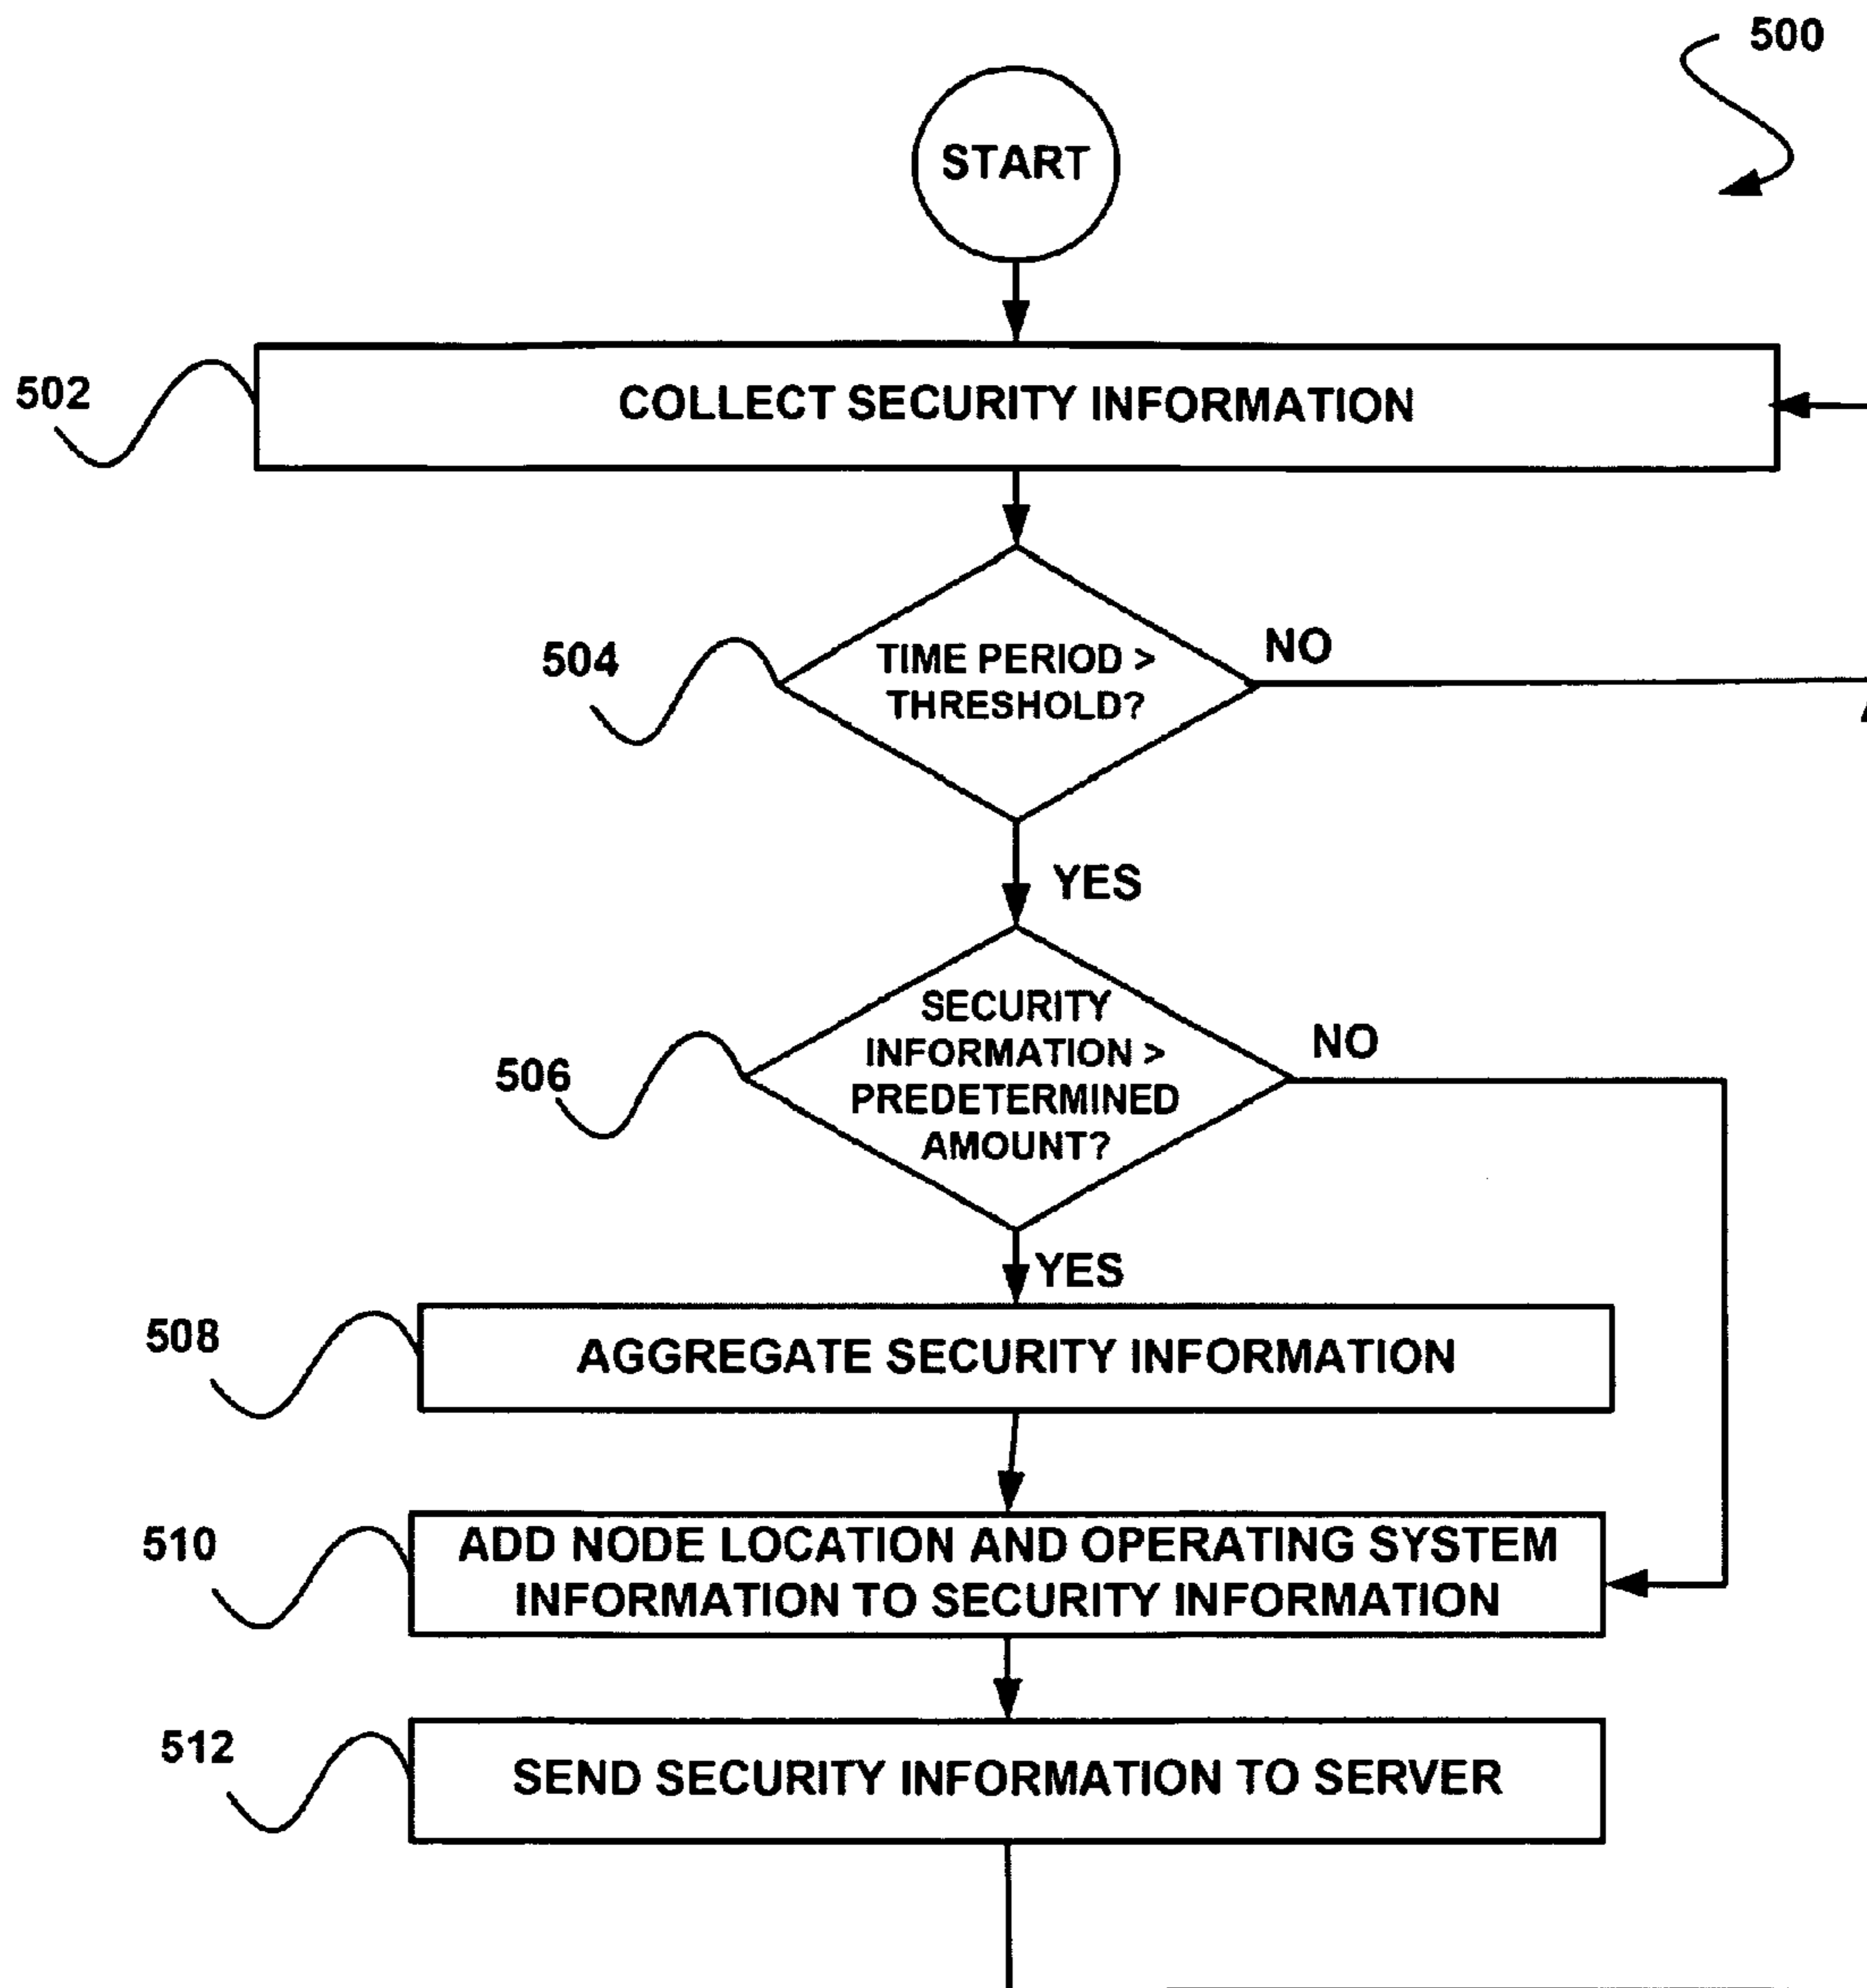 500
START
502
COLLECT SECURITY INFORMATION
504
TIME PERIOD >
THRESHOLD?
NO
YES
506
SECURITY
INFORMATION >
PREDETERMINED
AMOUNT?
NO
YES
508
AGGREGATE SECURITY INFORMATION
510
ADD NODE LOCATION AND OPERATING SYSTEM
INFORMATION TO SECURITY INFORMATION
512
SEND SECURITY INFORMATION TO SERVER